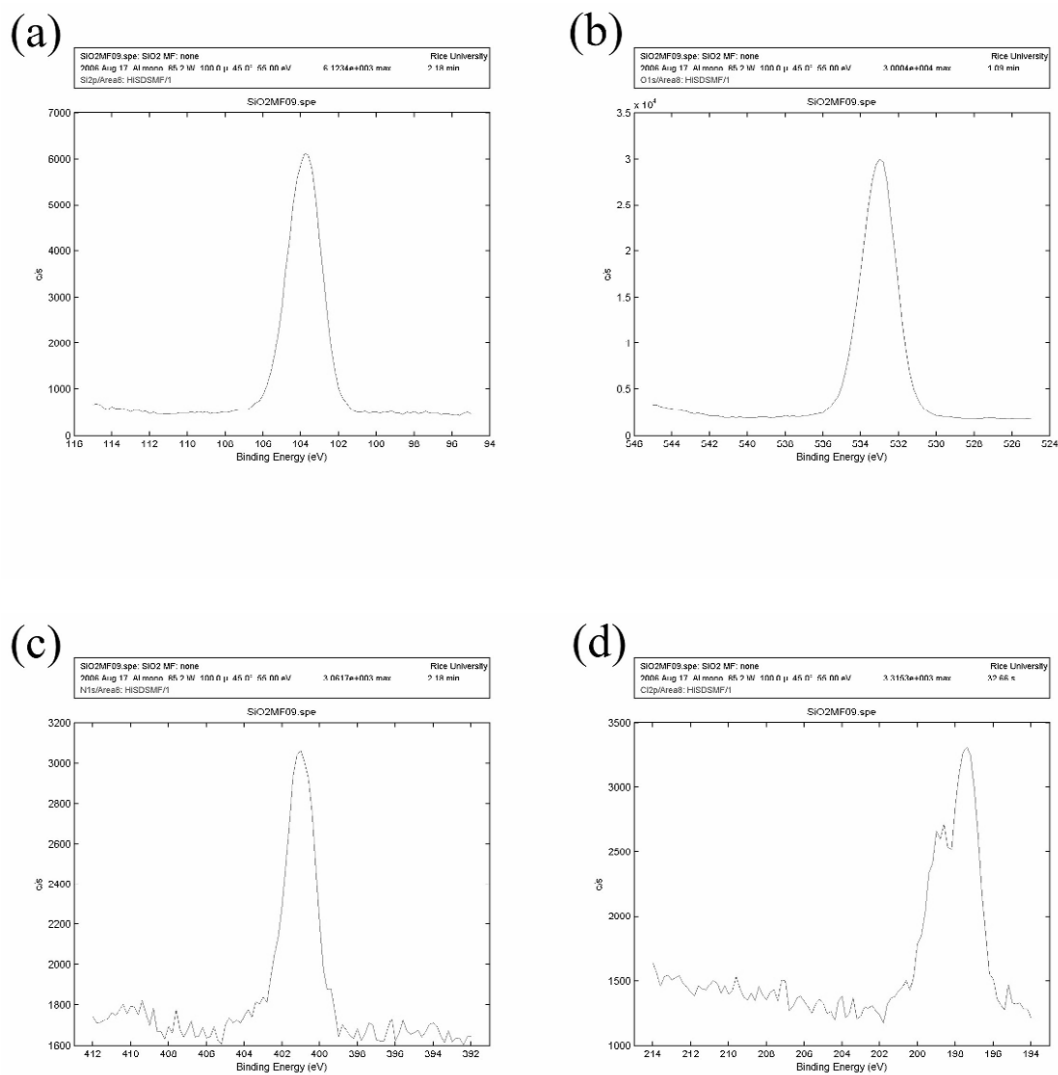 (a)
SiO2MF09.spe: SiO2 MF: none Rice University
2006 Aug 17 Al mono 85.2 W 100.0 µ 45.0° 55.00 eV 6.1234e+003 max 2.18 min
Si2p/Area8: HISDSMF/1
SiO2MF09.spe
7000
6000
5000
4000
3000
2000
1000
0
c/s
116 114 112 110 108 106 104 102 100 98 96 94
Binding Energy (eV)
(b)
SiO2MF09.spe: SiO2 MF: none Rice University
2006 Aug 17 Al mono 85.2 W 100.0 µ 45.0° 55.00 eV 3.0004e+004 max 1.09 min
O1s/Area8: HISDSMF/1
x 10⁴ SiO2MF09.spe
3.5
3
2.5
2
1.5
1
0.5
0
c/s
546 544 542 540 538 536 534 532 530 528 526 524
Binding Energy (eV)
(c)
SiO2MF09.spe: SiO2 MF: none Rice University
2006 Aug 17 Al mono 85.2 W 100.0 µ 45.0° 55.00 eV 3.0617e+003 max 2.18 min
N1s/Area8: HISDSMF/1
SiO2MF09.spe
3200
3000
2800
2600
2400
2200
2000
1800
1600
c/s
412 410 408 406 404 402 400 398 396 394 392
Binding Energy (eV)
(d)
SiO2MF09.spe: SiO2 MF: none Rice University
2006 Aug 17 Al mono 85.2 W 100.0 µ 45.0° 55.00 eV 3.3153e+003 max 32.66 s
Cl2p/Area8: HISDSMF/1
SiO2MF09.spe
3500
3000
2500
2000
1500
1000
c/s
214 212 210 208 206 204 202 200 198 196 194
Binding Energy (eV)